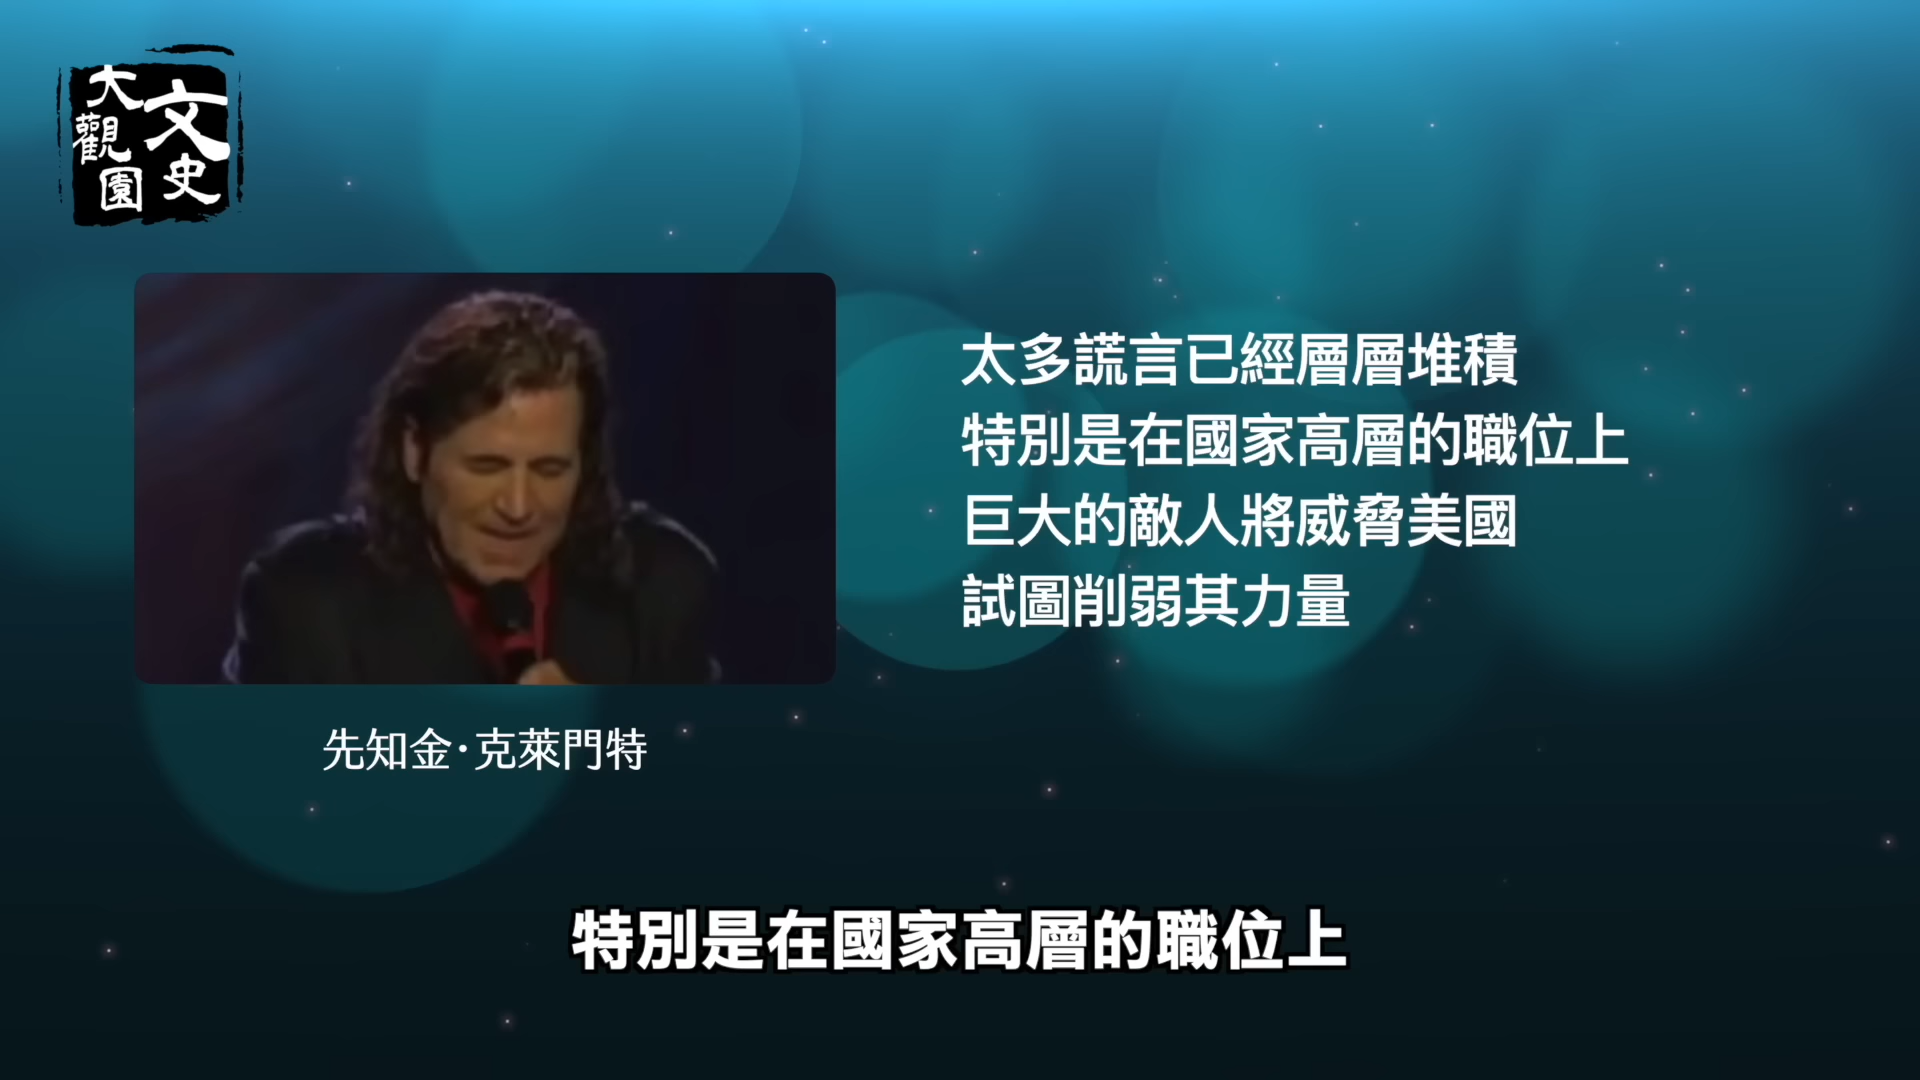 文史
大觀園
太多謊言已經層層堆積
特別是在國家高層的職位上
巨大的敵人將威脅美國
試圖削弱其力量
先知金·克萊門特
特別是在國家高層的職位上